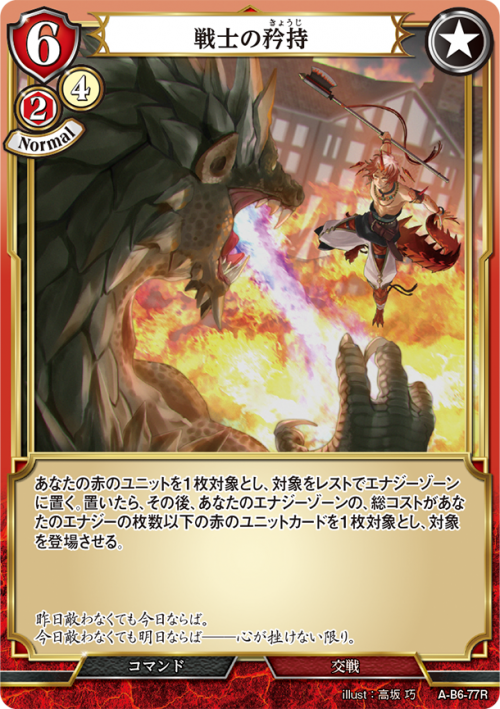 6
きょうじ
戦士の矜持
2
4
Normal
あなたの赤のユニットを1枚対象とし、対象をレストでエナジーゾーン
に置く。置いたら、その後、あなたのエナジーゾーンの、総コストがあな
たのエナジーの枚数以下の赤のユニットカードを1枚対象とし、対象
を登場させる。
昨日敵わなくても今日ならば。
今日敵わなくても明日ならば――心が挫けない限り。
コマンド
交戦
illust：高坂 巧
A-B6-77R